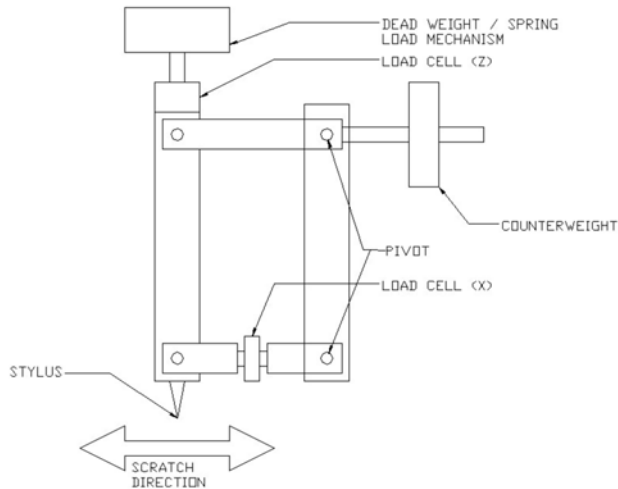 DEAD WEIGHT / SPRING
LOAD MECHANISM
LOAD CELL (Z)
COUNTERWEIGHT
PIVOT
LOAD CELL (X)
STYLUS
SCRATCH
DIRECTION